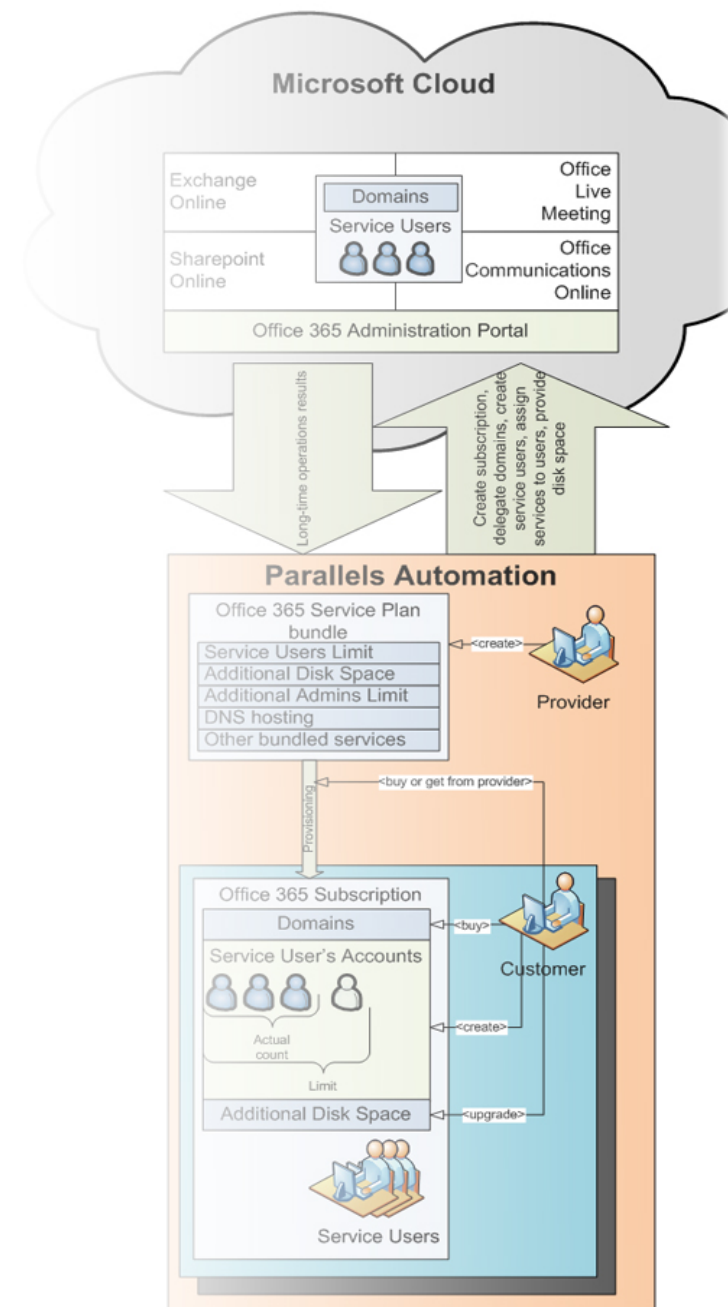 Microsoft Cloud
Exchange
Online
Domains
Service Users
Office
Live
Meeting
Sharepoint
Online
Office
Communications
Online
Office 365 Administration Portal
Long-time operations results
Create subscription,
delegate domains, create
service users, assign
services to users, provide
disk space
Parallels Automation
Office 365 Service Plan
bundle
Service Users Limit
Additional Disk Space
Additional Admins Limit
DNS hosting
Other bundled services
<create>
Provider
Provisioning
<buy or get from provider>
Office 365 Subscription
Domains
<buy>
Customer
Service User's Accounts
Actual
count
Limit
<create>
Additional Disk Space
<upgrade>
Service Users